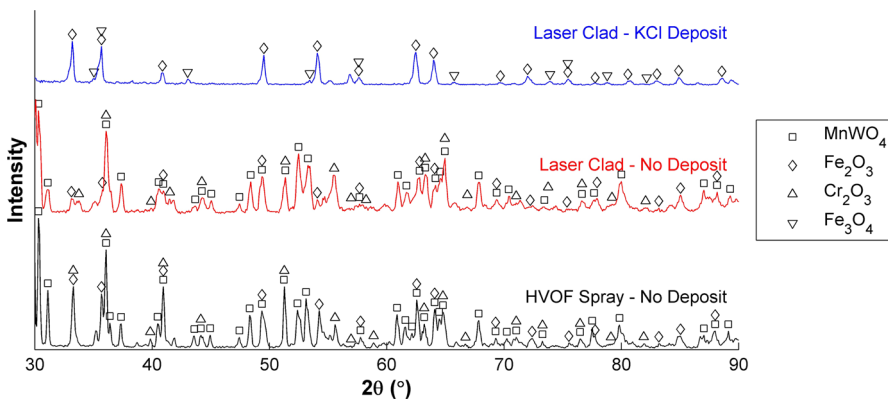 Laser Clad - KCl Deposit
Laser Clad - No Deposit
HVOF Spray - No Deposit
Intensity
30 40 50 60 70 80 90
2θ (°)
MnWO4
Fe2O3
Cr2O3
Fe3O4